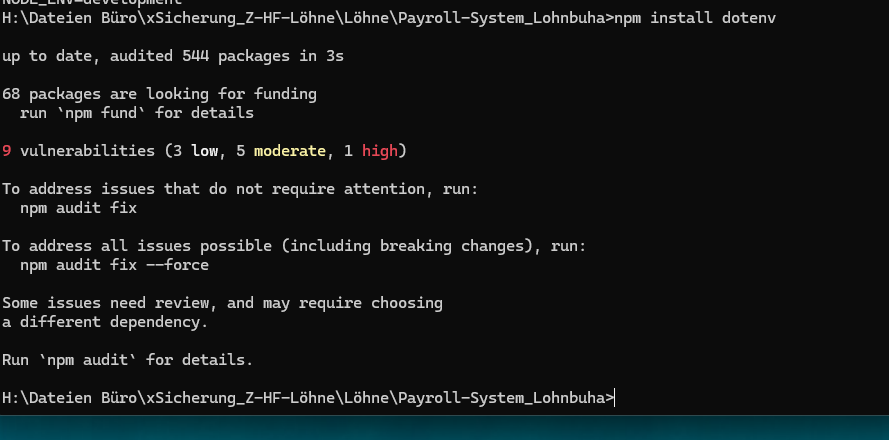 NODE_ENV=development
H:\Dateien Büro\xSicherung_Z-HF-Löhne\Löhne\Payroll-System_Lohnbuha>npm install dotenv
up to date, audited 544 packages in 3s
68 packages are looking for funding
  run `npm fund` for details
9 vulnerabilities (3 low, 5 moderate, 1 high)
To address issues that do not require attention, run:
  npm audit fix
To address all issues possible (including breaking changes), run:
  npm audit fix --force
Some issues need review, and may require choosing
a different dependency.
Run `npm audit` for details.
H:\Dateien Büro\xSicherung_Z-HF-Löhne\Löhne\Payroll-System_Lohnbuha>